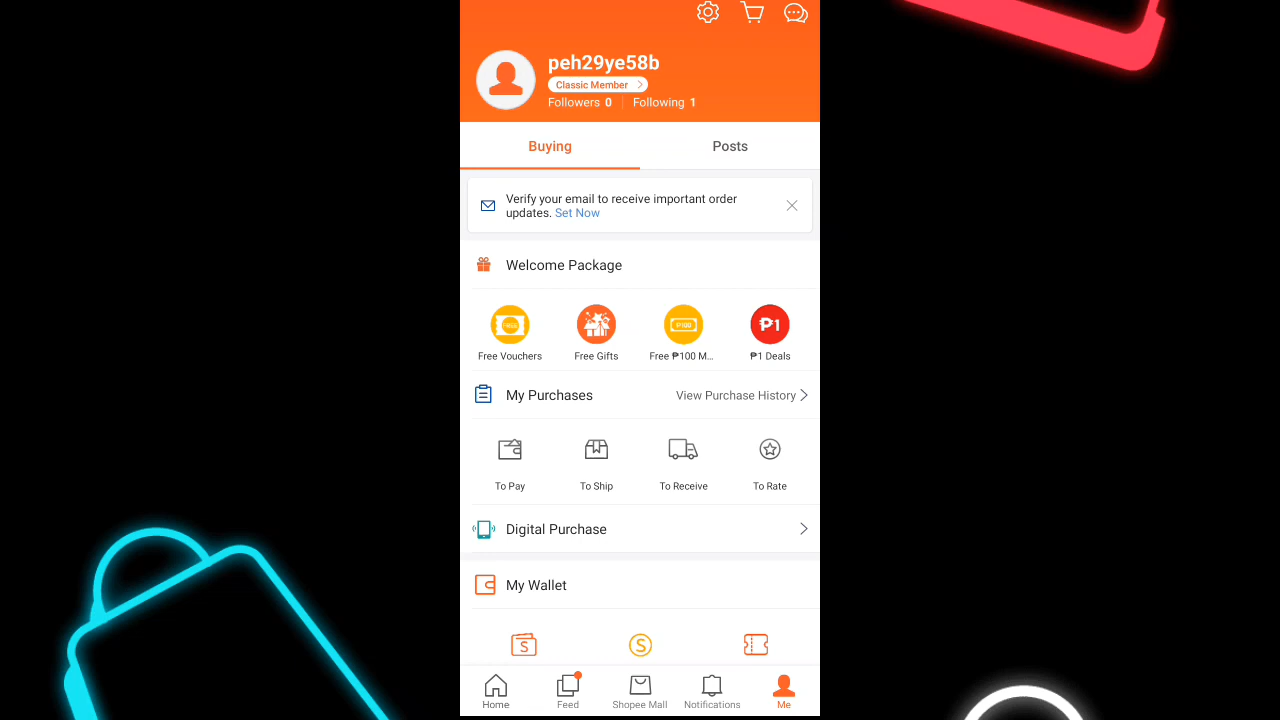 peh29ye58b
Classic Member
Followers 0 Following 1
Buying Posts
Verify your email to receive important order
updates. Set Now
Welcome Package
₱1
Free Vouchers Free Gifts Free ₱100 M... ₱1 Deals
My Purchases View Purchase History
To Pay To Ship To Receive To Rate
Digital Purchase
My Wallet
Home Feed Shopee Mall Notifications Me